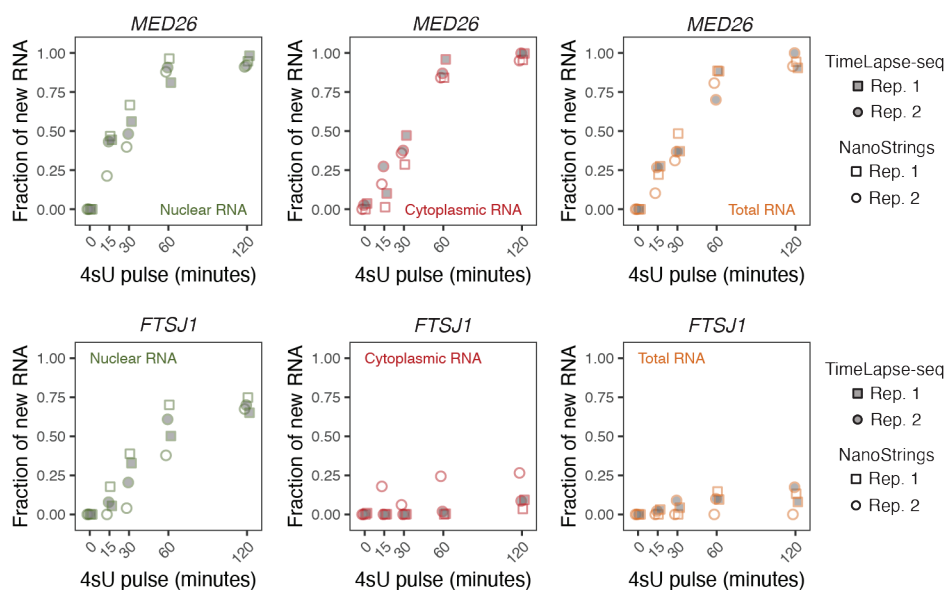 MED26
MED26
MED26
Fraction of new RNA
1.00
0.75
0.50
0.25
0.00
Nuclear RNA
0
15
30
60
120
4sU pulse (minutes)
Fraction of new RNA
1.00
0.75
0.50
0.25
0.00
Cytoplasmic RNA
0
15
30
60
120
4sU pulse (minutes)
Fraction of new RNA
1.00
0.75
0.50
0.25
0.00
Total RNA
0
15
30
60
120
4sU pulse (minutes)
TimeLapse-seq
Rep. 1
Rep. 2
NanoStrings
Rep. 1
Rep. 2
FTSJ1
FTSJ1
FTSJ1
Fraction of new RNA
1.00
0.75
0.50
0.25
0.00
Nuclear RNA
0
15
30
60
120
4sU pulse (minutes)
Fraction of new RNA
1.00
0.75
0.50
0.25
0.00
Cytoplasmic RNA
0
15
30
60
120
4sU pulse (minutes)
Fraction of new RNA
1.00
0.75
0.50
0.25
0.00
Total RNA
0
15
30
60
120
4sU pulse (minutes)
TimeLapse-seq
Rep. 1
Rep. 2
NanoStrings
Rep. 1
Rep. 2